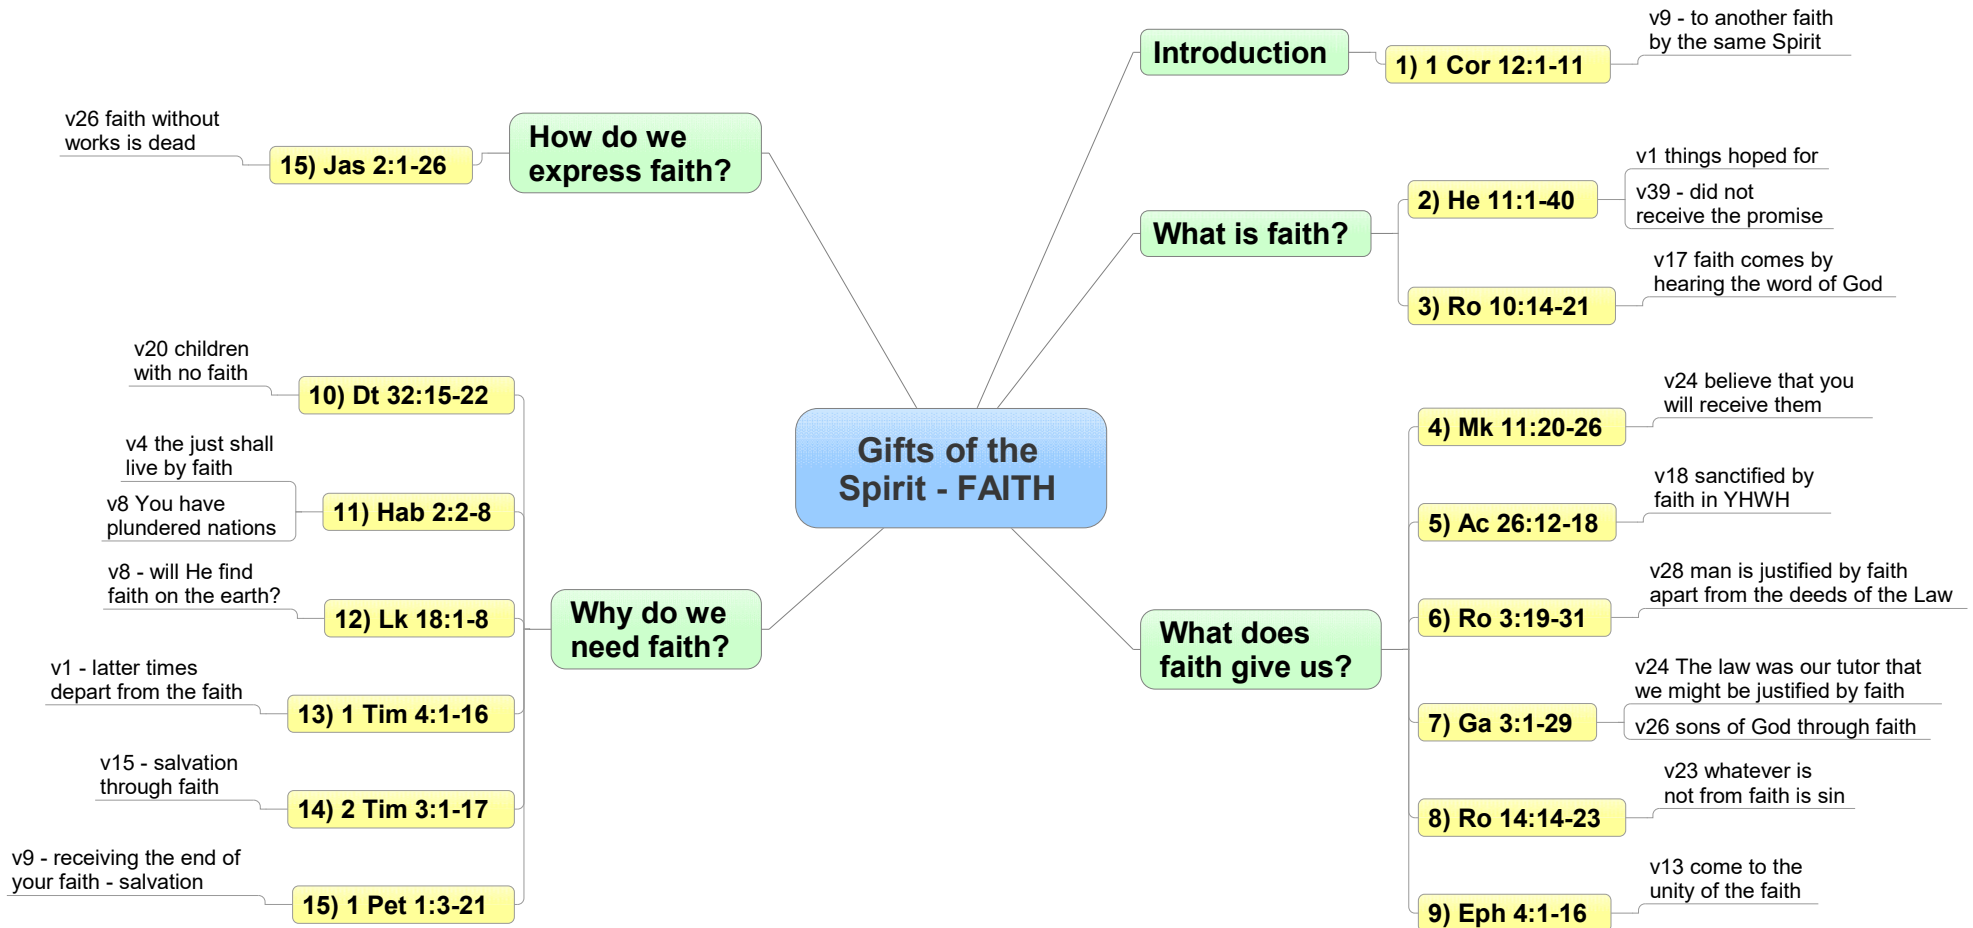 Gifts of the
Spirit - FAITH
Introduction
1) 1 Cor 12:1-11
v9 - to another faith
by the same Spirit
What is faith?
2) He 11:1-40
v1 things hoped for
v39 - did not
receive the promise
3) Ro 10:14-21
v17 faith comes by
hearing the word of God
What does
faith give us?
4) Mk 11:20-26
v24 believe that you
will receive them
5) Ac 26:12-18
v18 sanctified by
faith in YHWH
6) Ro 3:19-31
v28 man is justified by faith
apart from the deeds of the Law
7) Ga 3:1-29
v24 The law was our tutor that
we might be justified by faith
v26 sons of God through faith
8) Ro 14:14-23
v23 whatever is
not from faith is sin
9) Eph 4:1-16
v13 come to the
unity of the faith
Why do we
need faith?
10) Dt 32:15-22
v20 children
with no faith
11) Hab 2:2-8
v4 the just shall
live by faith
v8 You have
plundered nations
12) Lk 18:1-8
v8 - will He find
faith on the earth?
13) 1 Tim 4:1-16
v1 - latter times
depart from the faith
14) 2 Tim 3:1-17
v15 - salvation
through faith
15) 1 Pet 1:3-21
v9 - receiving the end of
your faith - salvation
How do we
express faith?
15) Jas 2:1-26
v26 faith without
works is dead